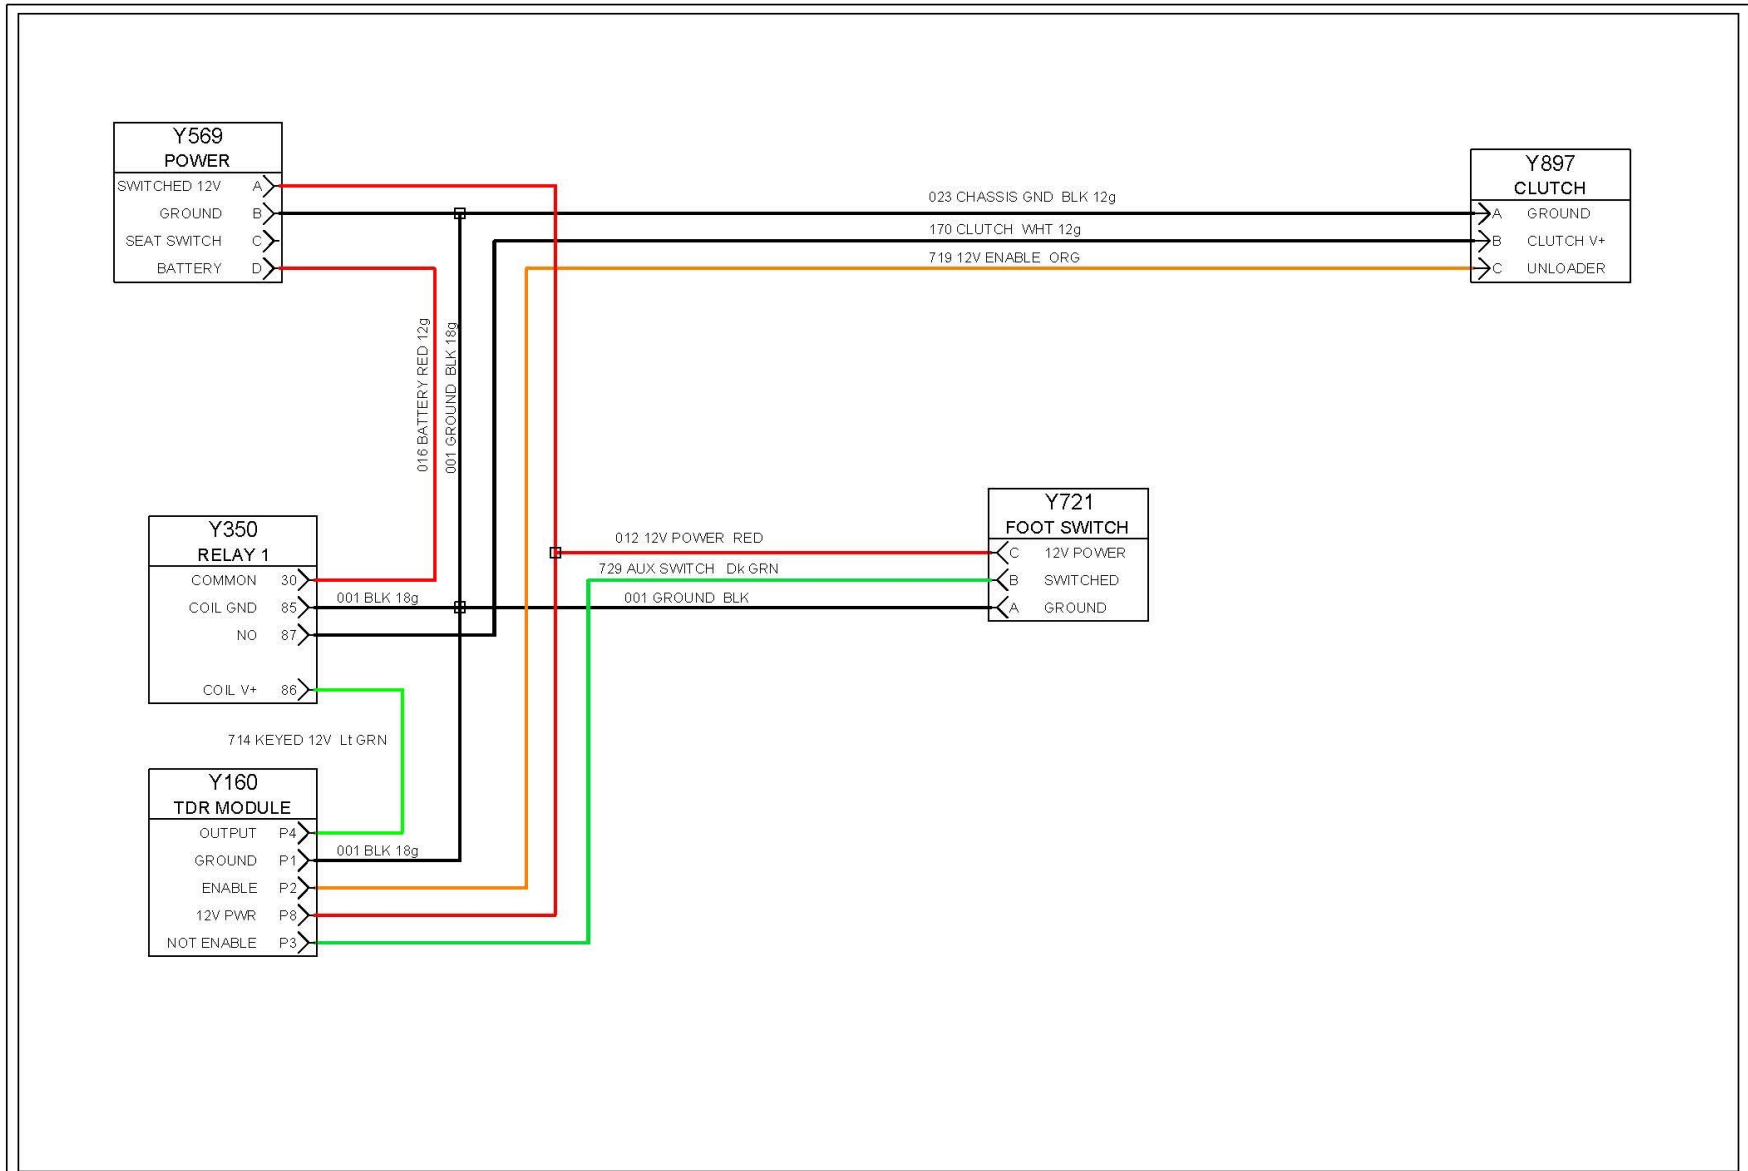 Y569
POWER
SWITCHED 12V A
GROUND B
SEAT SWITCH C
BATTERY D
Y897
CLUTCH
A GROUND
B CLUTCH V+
C UNLOADER
023 CHASSIS GND BLK 12g
170 CLUTCH WHT 12g
719 12V ENABLE ORG
016 BATTERY RED 12g
001 GROUND BLK 18g
Y350
RELAY 1
COMMON 30
COIL GND 85
NO 87
COIL V+ 86
001 BLK 18g
Y721
FOOT SWITCH
C 12V POWER
B SWITCHED
A GROUND
012 12V POWER RED
729 AUX SWITCH Dk GRN
001 GROUND BLK
714 KEYED 12V Lt GRN
Y160
TDR MODULE
OUTPUT P4
GROUND P1
ENABLE P2
12V PWR P8
NOT ENABLE P3
001 BLK 18g